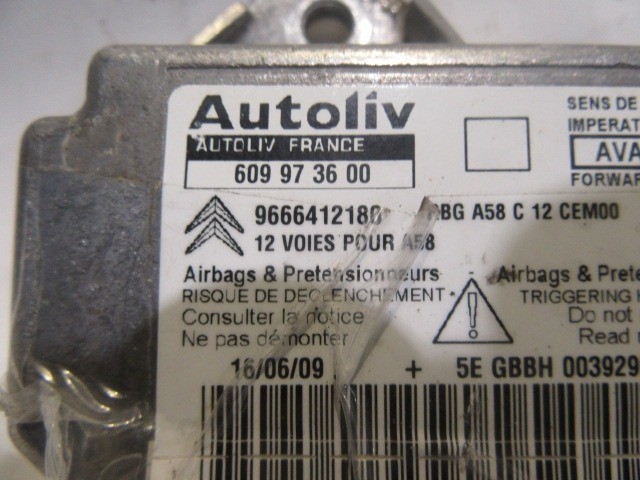 Autoliv
SENS DE
IMPERAT
AUTOLIV FRANCE
AVA
609 97 36 00
FORWAR
9666412180 BBG A58 C 12 CEM00
12 VOIES POUR A58
Airbags & Pretensionneurs - Airbags & Prete
RISQUE DE DECLENCHEMENT TRIGGERING
Consulter la notice Do not
Ne pas démonter Read
16/06/09 + 5E GBBH 003929